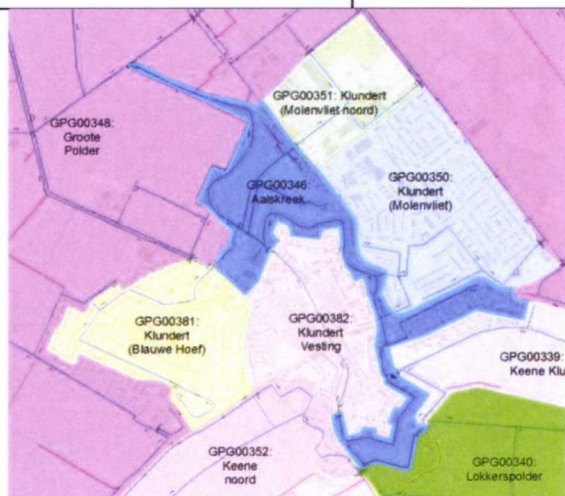 GPG00351: Klundert
(Molenvliet noord)
GPG00348:
Groote
Polder
GPG00350:
Klundert
(Molenvliet)
GPG00346:
Aalskreek
GPG00381:
Klundert
(Blauwe Hoef)
GPG00382:
Klundert
Vesting
GPG00339:
Keene Klu
GPG00352:
Keene
noord
GPG00340:
Lokkerspolder